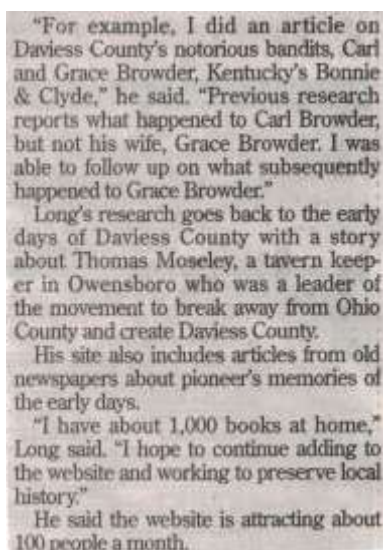 "For example, I did an article on
Daviess County's notorious bandits, Carl
and Grace Browder, Kentucky's Bonnie
& Clyde," he said. "Previous research
reports what happened to Carl Browder,
but not his wife, Grace Browder. I was
able to follow up on what subsequently
happened to Grace Browder."
Long's research goes back to the early
days of Daviess County with a story
about Thomas Moseley, a tavern keep-
er in Owensboro who was a leader of
the movement to break away from Ohio
County and create Daviess County.
His site also includes articles from old
newspapers about pioneer's memories of
the early days.
"I have about 1,000 books at home,"
Long said. "I hope to continue adding to
the website and working to preserve local
history."
He said the website is attracting about
100 people a month.